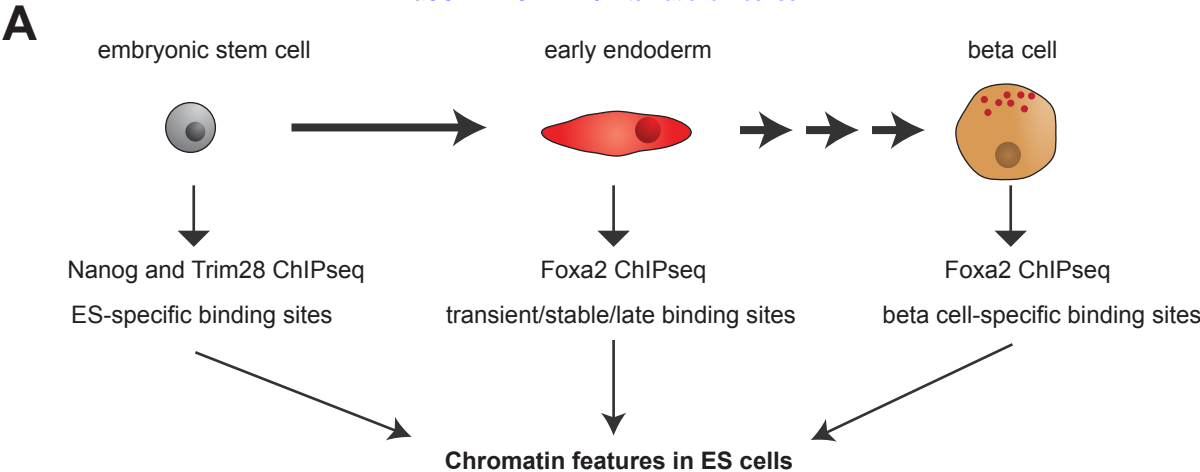 A
embryonic stem cell
early endoderm
beta cell
Nanog and Trim28 ChIPseq
Foxa2 ChIPseq
Foxa2 ChIPseq
ES-specific binding sites
transient/stable/late binding sites
beta cell-specific binding sites
Chromatin features in ES cells